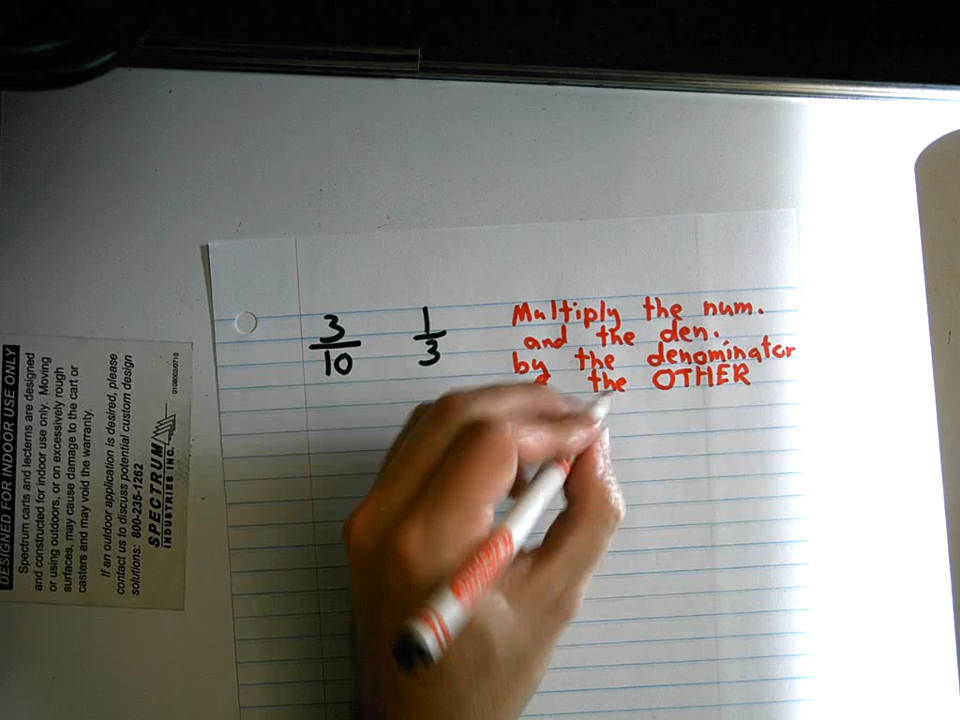 3
10
1
3
Multiply the num.
and the den.
by the denominator
the OTHER
DESIGNED FOR INDOOR USE ONLY
Spectrum carts and lecterns are designed
and constructed for indoor use only. Moving
or using outdoors, or on excessively rough
surfaces, may cause damage to the cart or
casters and may void the warranty.
If an outdoor application is desired, please
contact us to discuss potential custom design
solutions: 800-235-1262
SPECTRUM
INDUSTRIES INC.